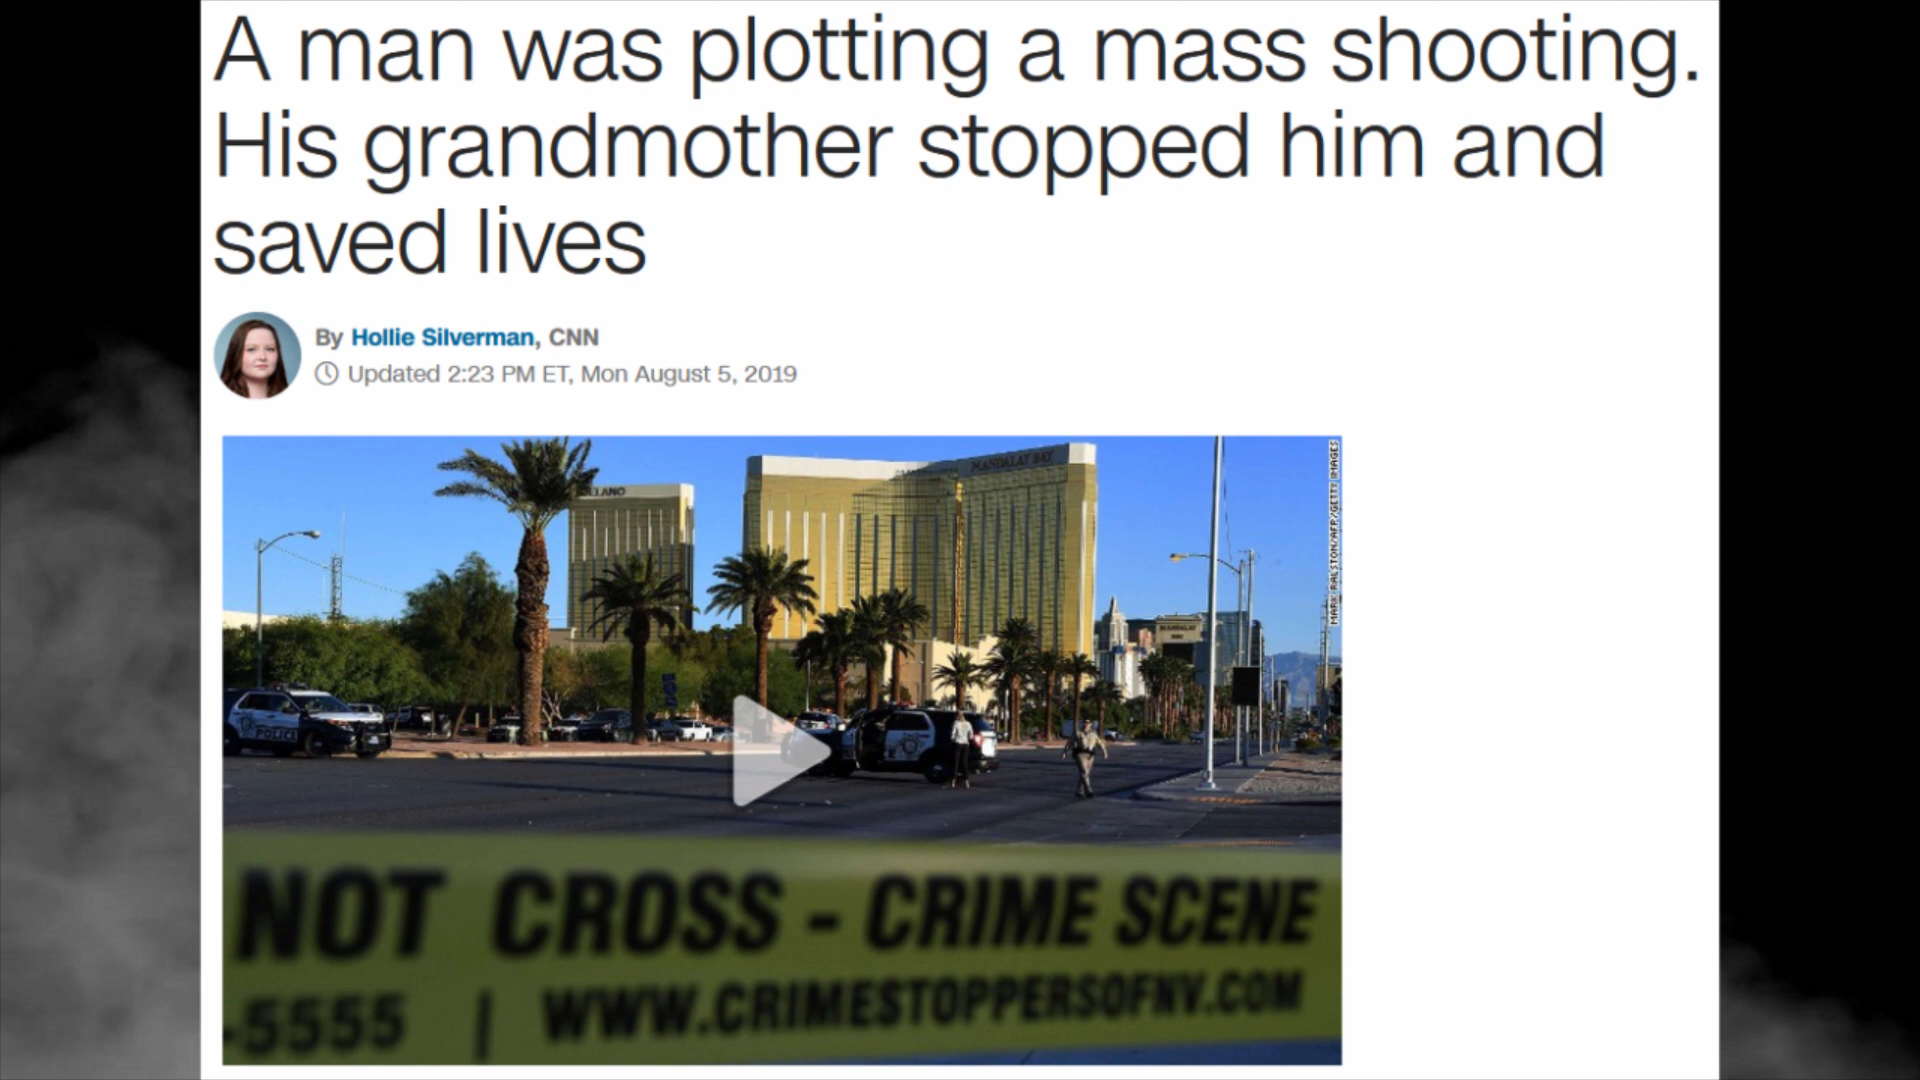 A man was plotting a mass shooting.
His grandmother stopped him and
saved lives
By Hollie Silverman, CNN
Updated 2:23 PM ET, Mon August 5, 2019
MANDALAY BAY
MARK RALSTON/AFP/GETTY IMAGES
POLICE
NOT CROSS - CRIME SCENE
-5555 | WWW.CRIMESTOPPERSOFNV.COM